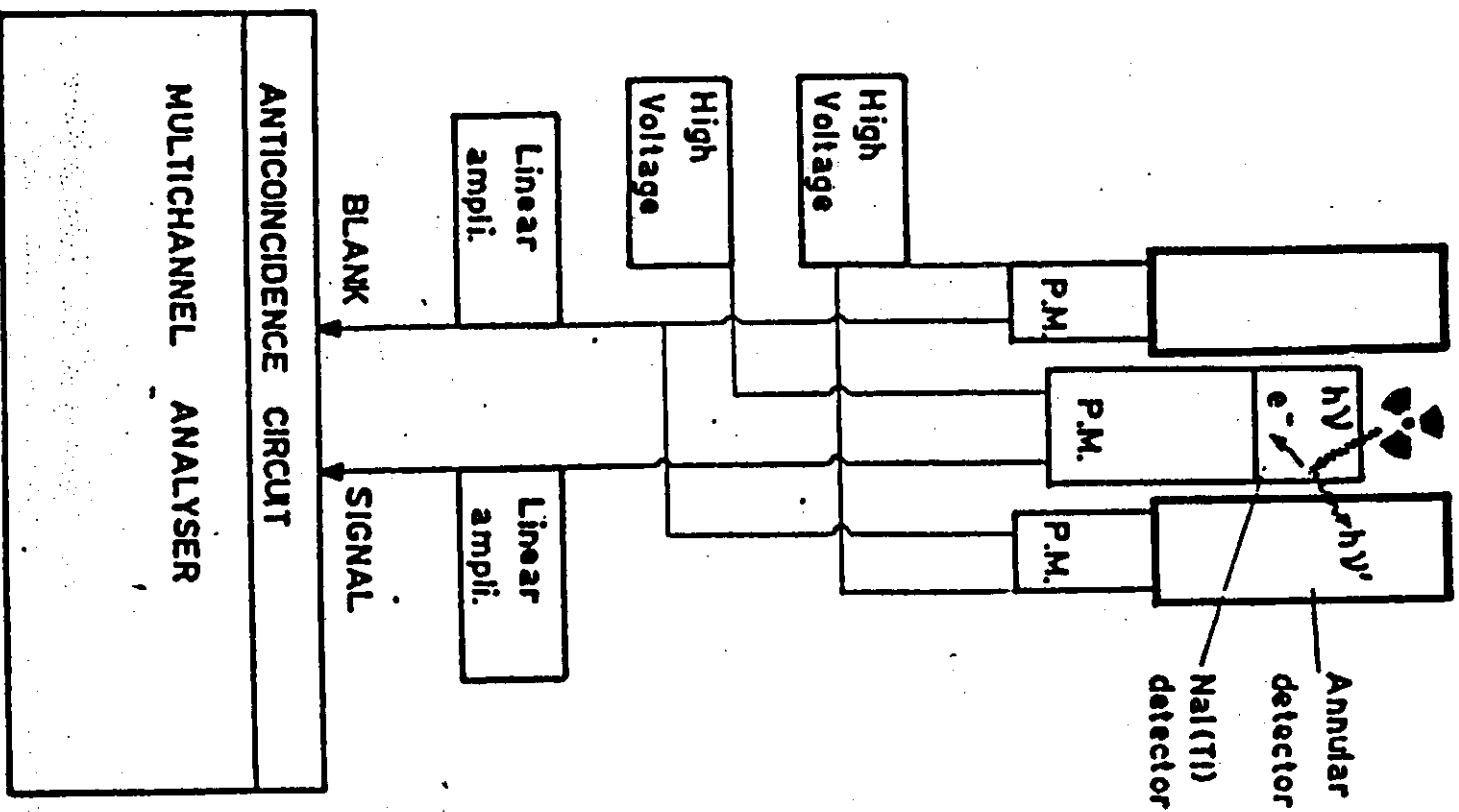 Annular
detector
NaI(Tl)
detector
hν
e⁻
hν'
P.M.
P.M.
P.M.
High
Voltage
High
Voltage
Linear
ampli.
Linear
ampli.
BLANK
SIGNAL
ANTICOINCIDENCE CIRCUIT
MULTICHANNEL ANALYSER